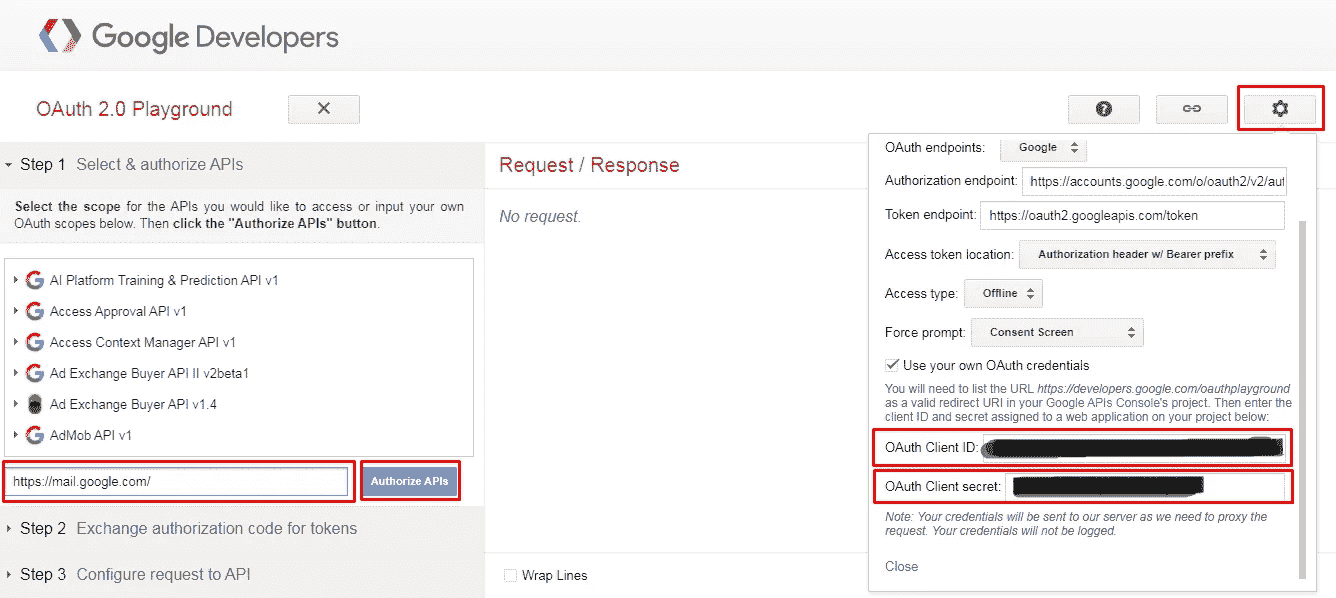 Google Developers
OAuth 2.0 Playground
Step 1 Select & authorize APIs
Select the scope for the APIs you would like to access or input your own
OAuth scopes below. Then click the "Authorize APIs" button.
AI Platform Training & Prediction API v1
Access Approval API v1
Access Context Manager API v1
Ad Exchange Buyer API II v2beta1
Ad Exchange Buyer API v1.4
AdMob API v1
https://mail.google.com/
Authorize APIs
Step 2 Exchange authorization code for tokens
Step 3 Configure request to API
Request / Response
No request.
Wrap Lines
OAuth endpoints: Google
Authorization endpoint: https://accounts.google.com/o/oauth2/v2/aut
Token endpoint: https://oauth2.googleapis.com/token
Access token location: Authorization header w/ Bearer prefix
Access type: Offline
Force prompt: Consent Screen
Use your own OAuth credentials
You will need to list the URL https://developers.google.com/oauthplayground
as a valid redirect URI in your Google APIs Console's project. Then enter the
client ID and secret assigned to a web application on your project below:
OAuth Client ID:
OAuth Client secret:
Note: Your credentials will be sent to our server as we need to proxy the
request. Your credentials will not be logged.
Close